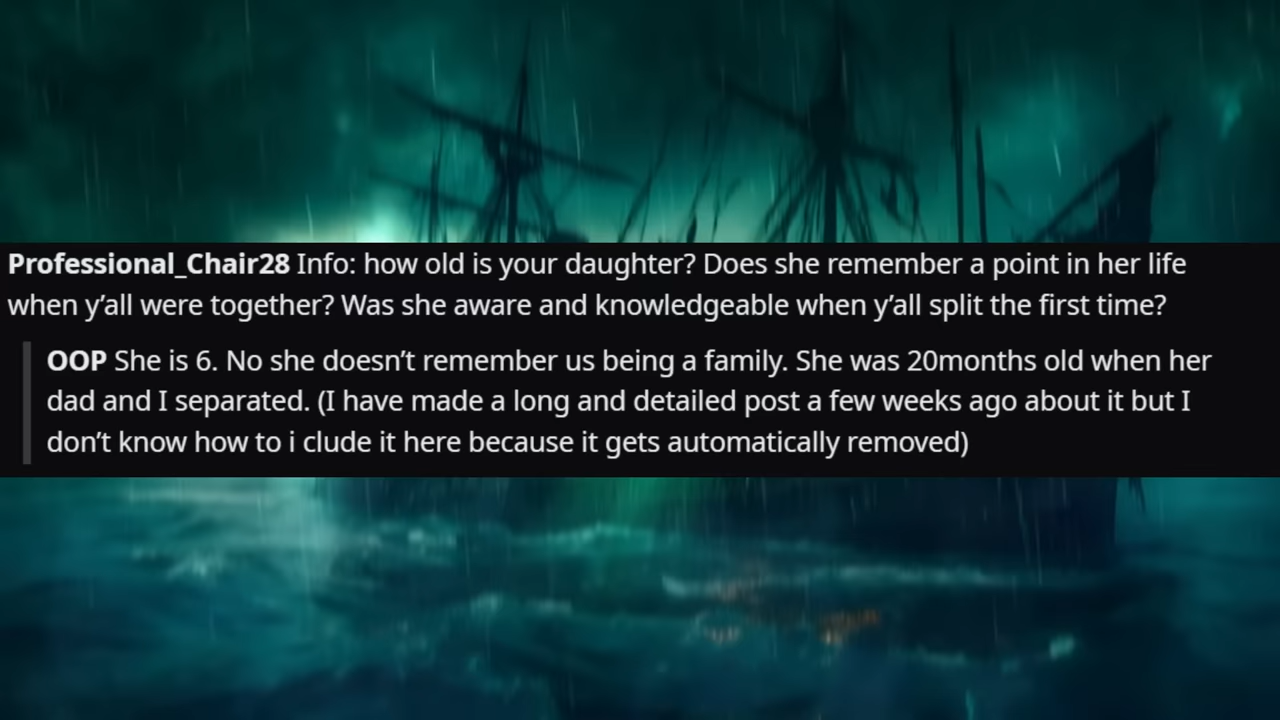 Professional_Chair28 Info: how old is your daughter? Does she remember a point in her life
when y’all were together? Was she aware and knowledgeable when y’all split the first time?
OOP She is 6. No she doesn’t remember us being a family. She was 20months old when her
dad and I separated. (I have made a long and detailed post a few weeks ago about it but I
don’t know how to i clude it here because it gets automatically removed)